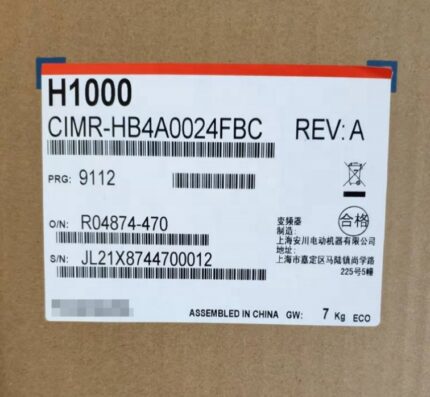 H1000
CIMR-HB4A0024FBC REV: A
PRG: 9112
O/N: R04874-470
S/N: JL21X8744700012
变频器
制造:
上海安川电动机器有限公司
地址:
上海市嘉定区马陆镇尚学路
225号5幢
合格
ASSEMBLED IN CHINA GW: 7 Kg ECO